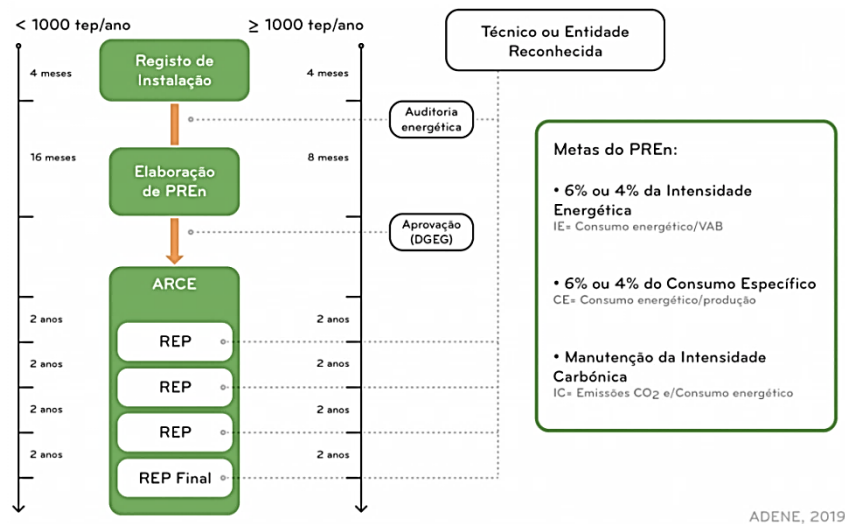 < 1000 tep/ano
≥ 1000 tep/ano
Técnico ou Entidade
Reconhecida
Registo de
Instalação
4 meses
4 meses
Auditoria
energética
16 meses
8 meses
Elaboração
de PREn
Aprovação
(DGEG)
ARCE
2 anos
2 anos
REP
2 anos
2 anos
REP
2 anos
2 anos
REP
2 anos
2 anos
REP Final
Metas do PREn:
• 6% ou 4% da Intensidade
Energética
IE= Consumo energético/VAB
• 6% ou 4% do Consumo Específico
CE= Consumo energético/produção
• Manutenção da Intensidade
Carbónica
IC= Emissões CO2 e/Consumo energético
ADENE, 2019